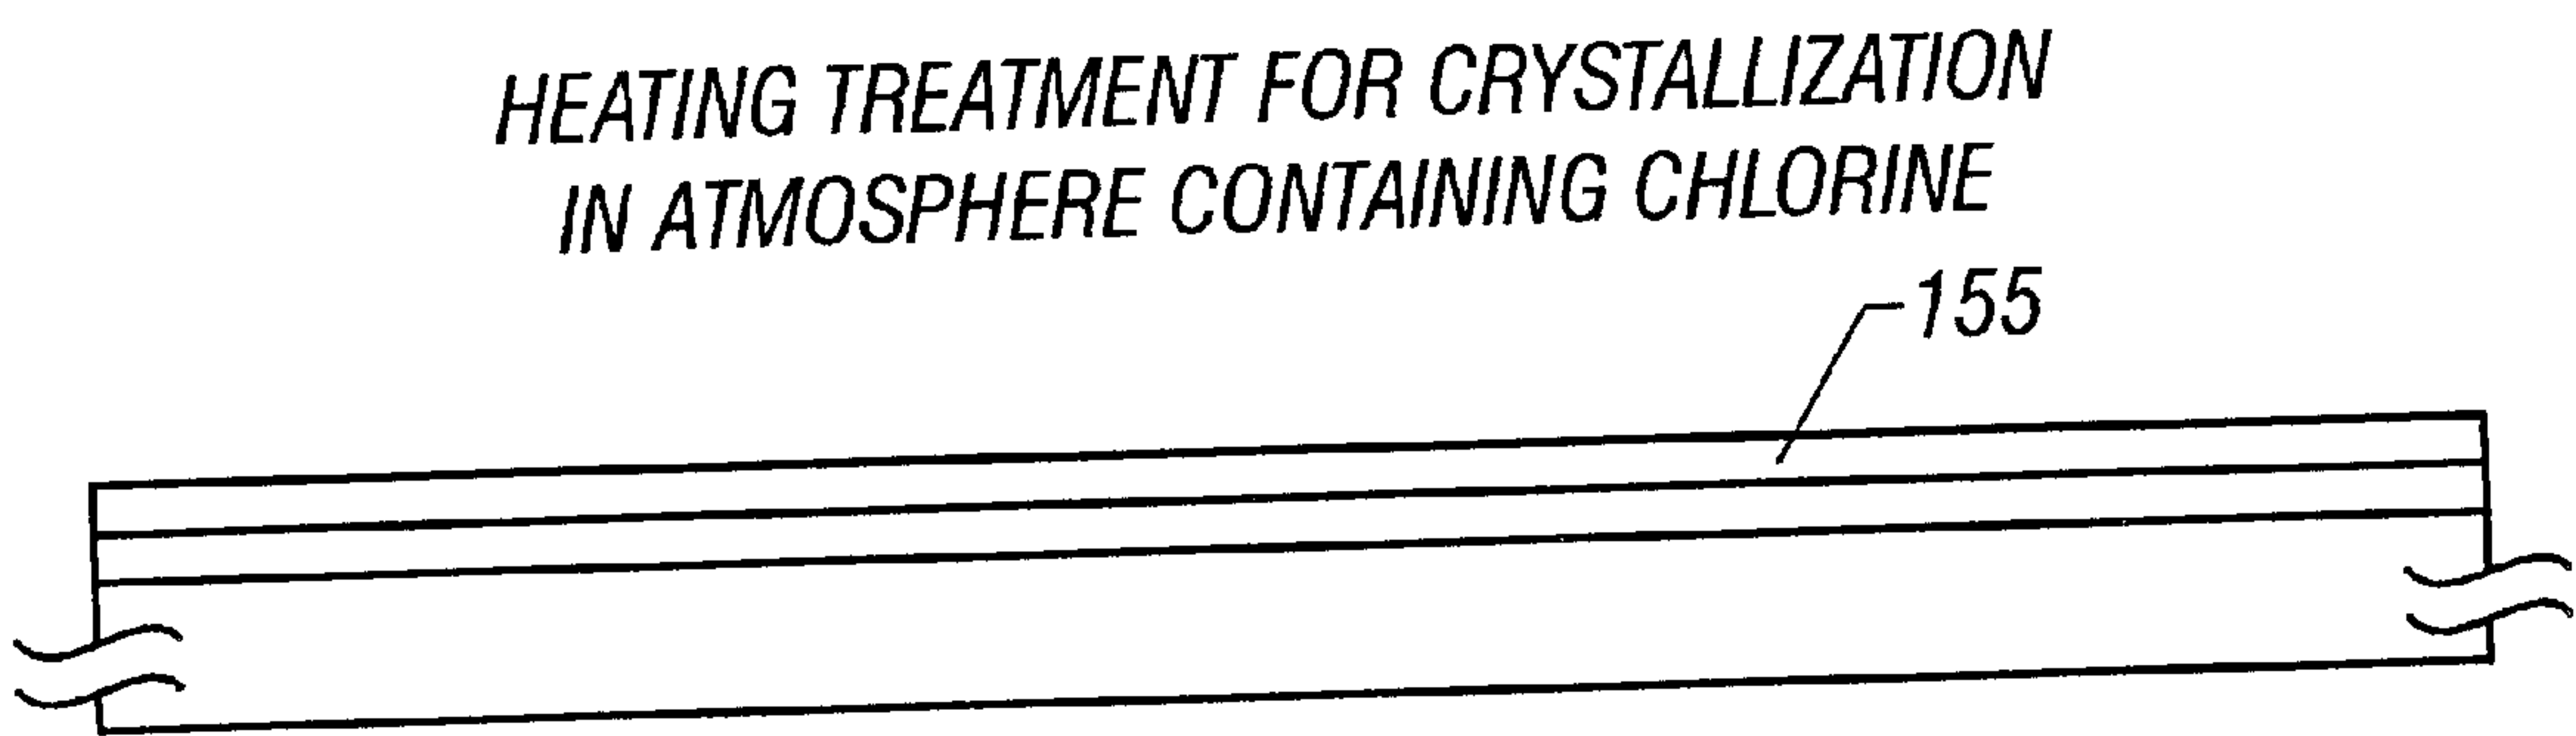 HEATING TREATMENT FOR CRYSTALLIZATION
IN ATMOSPHERE CONTAINING CHLORINE
155